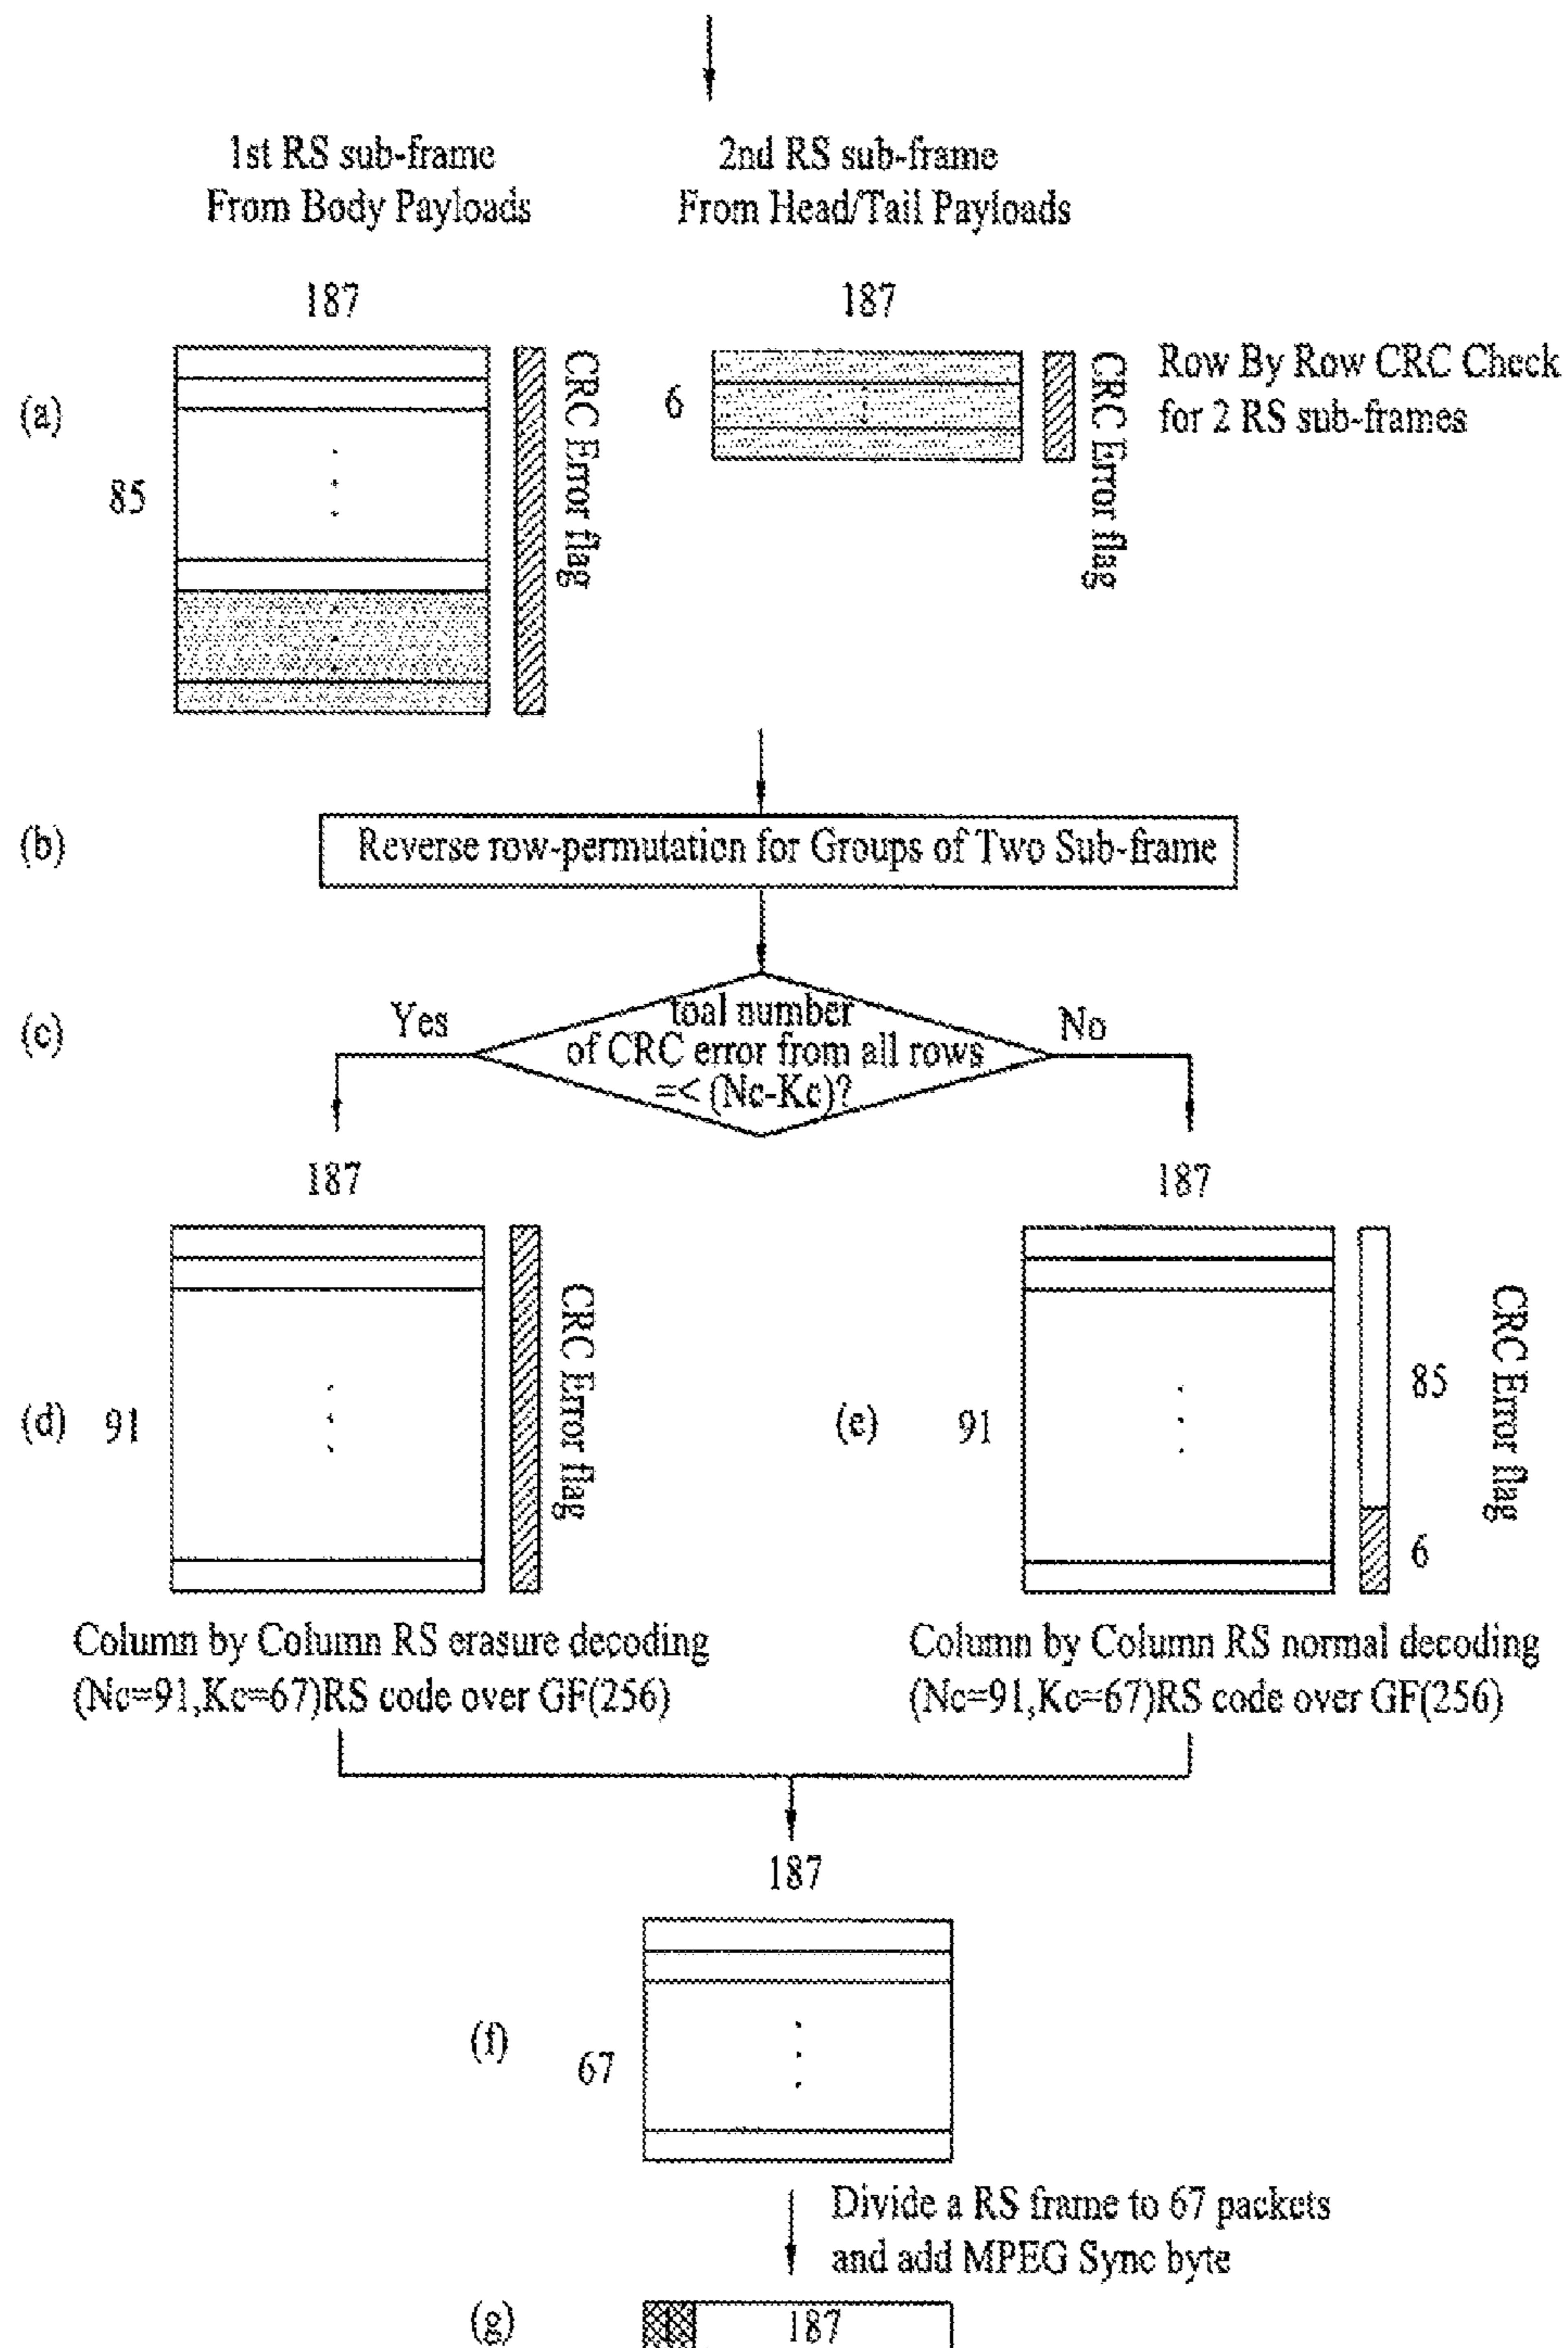 1st RS sub-frame
From Body Payloads
2nd RS sub-frame
From Head/Tail Payloads
187
187
(a)
85
CRC Error flag
6
CRC Error flag
Row By Row CRC Check
for 2 RS sub-frames
(b)
Reverse row-permutation for Groups of Two Sub-frame
(c)
Yes
toal number
of CRC error from all rows
=< (Nc-Kc)?
No
187
187
(d)
91
CRC Error flag
(e)
91
85
6
CRC Error flag
Column by Column RS erasure decoding
(Nc=91,Kc=67)RS code over GF(256)
Column by Column RS normal decoding
(Nc=91,Kc=67)RS code over GF(256)
187
(f)
67
Divide a RS frame to 67 packets
and add MPEG Sync byte
(g)
1
187